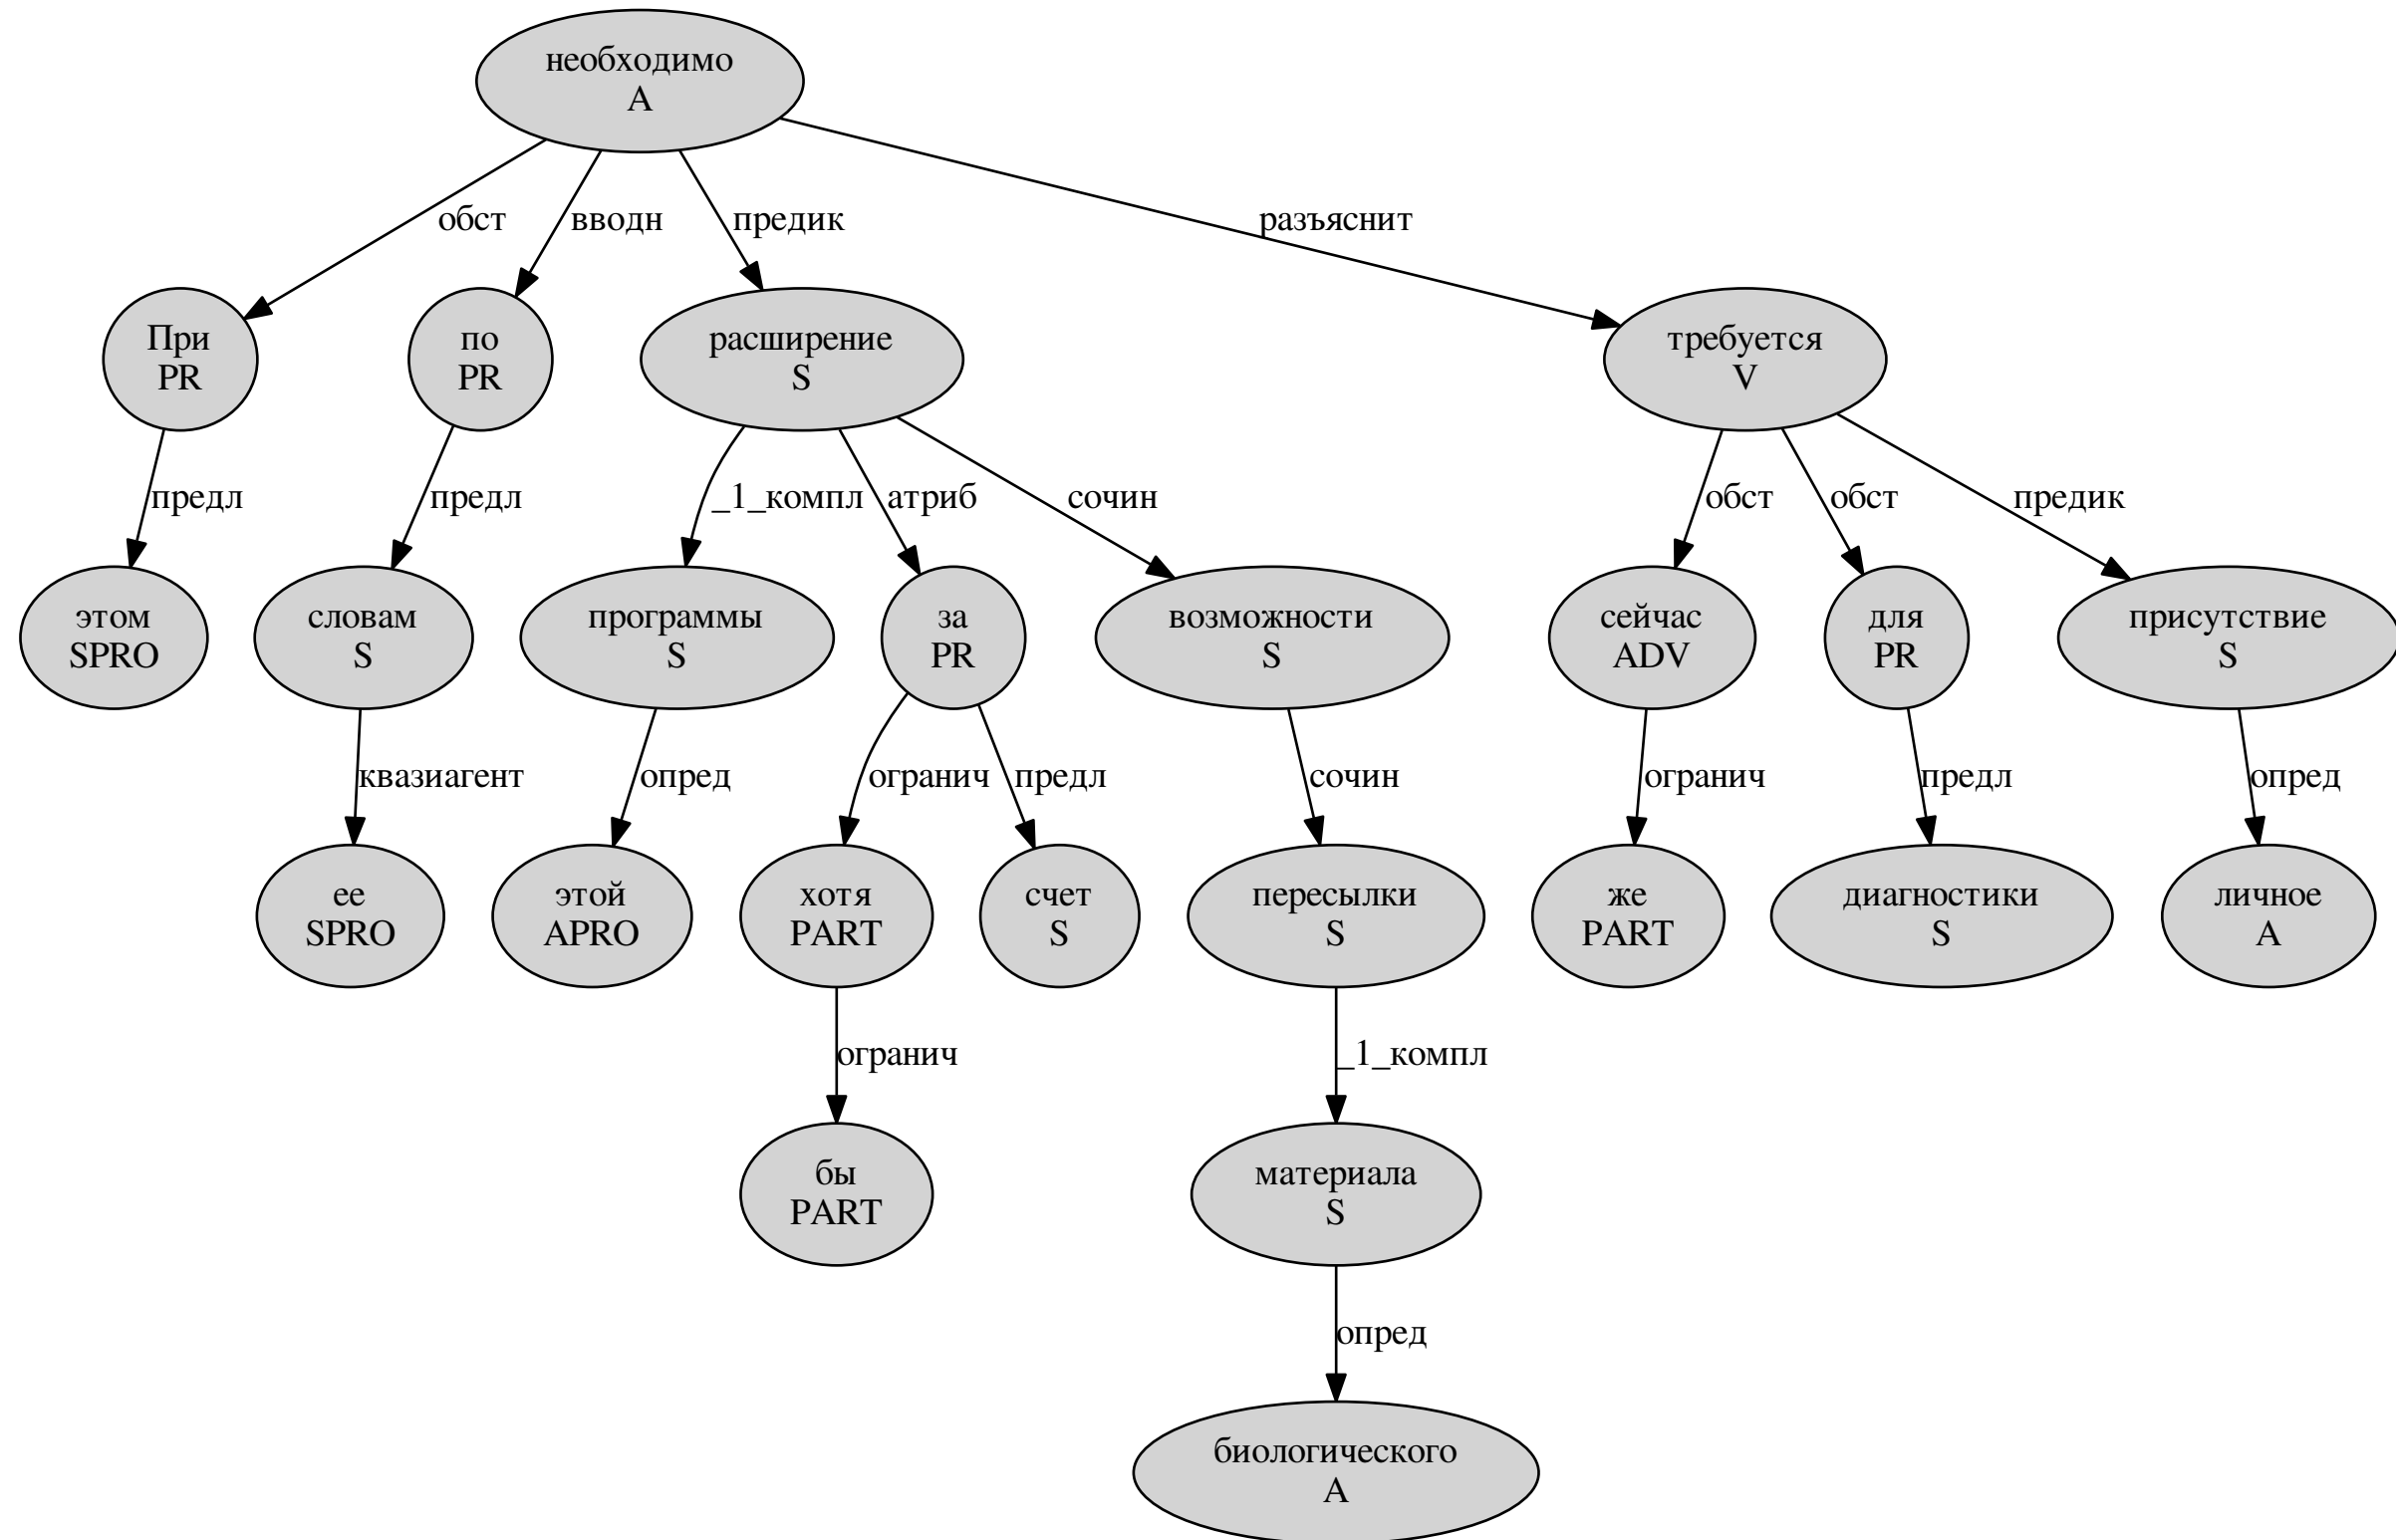 необходимо
A
обст
вводн
предик
разъяснит
При
PR
по
PR
расширение
S
требуется
V
предл
предл
_1_компл
атриб
сочин
обст
обст
предик
этом
SPRO
словам
S
программы
S
за
PR
возможности
S
сейчас
ADV
для
PR
присутствие
S
квазиагент
опред
огранич
предл
сочин
огранич
предл
опред
ее
SPRO
этой
APRO
хотя
PART
счет
S
пересылки
S
же
PART
диагностики
S
личное
A
огранич
_1_компл
бы
PART
материала
S
опред
биологического
A